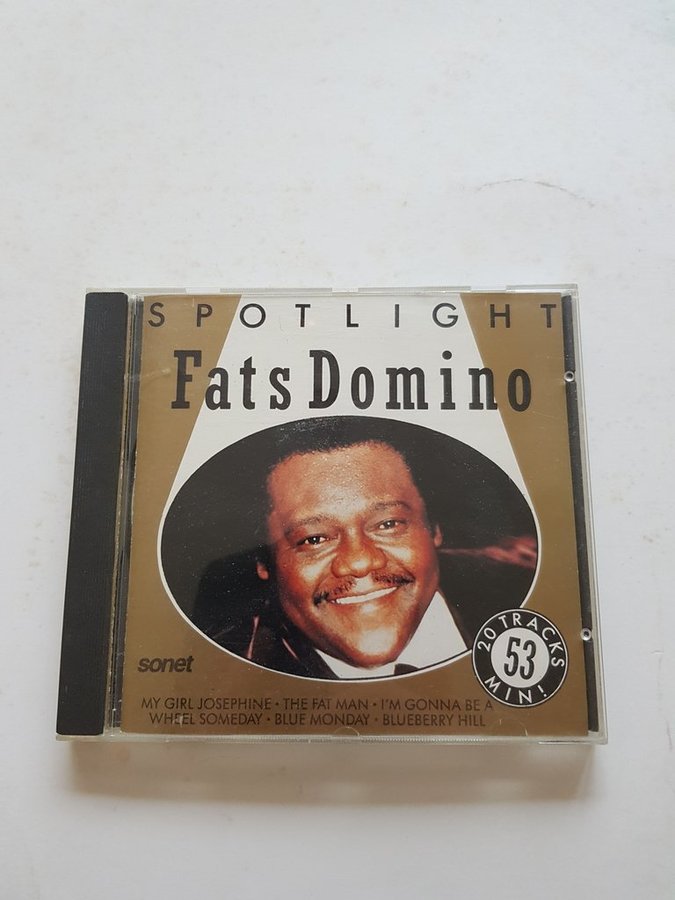 SPOTLIGHT
Fats Domino
sonet
20 TRACKS
53
MIN!
MY GIRL JOSEPHINE • THE FAT MAN • I'M GONNA BE A
WHEEL SOMEDAY • BLUE MONDAY • BLUEBERRY HILL